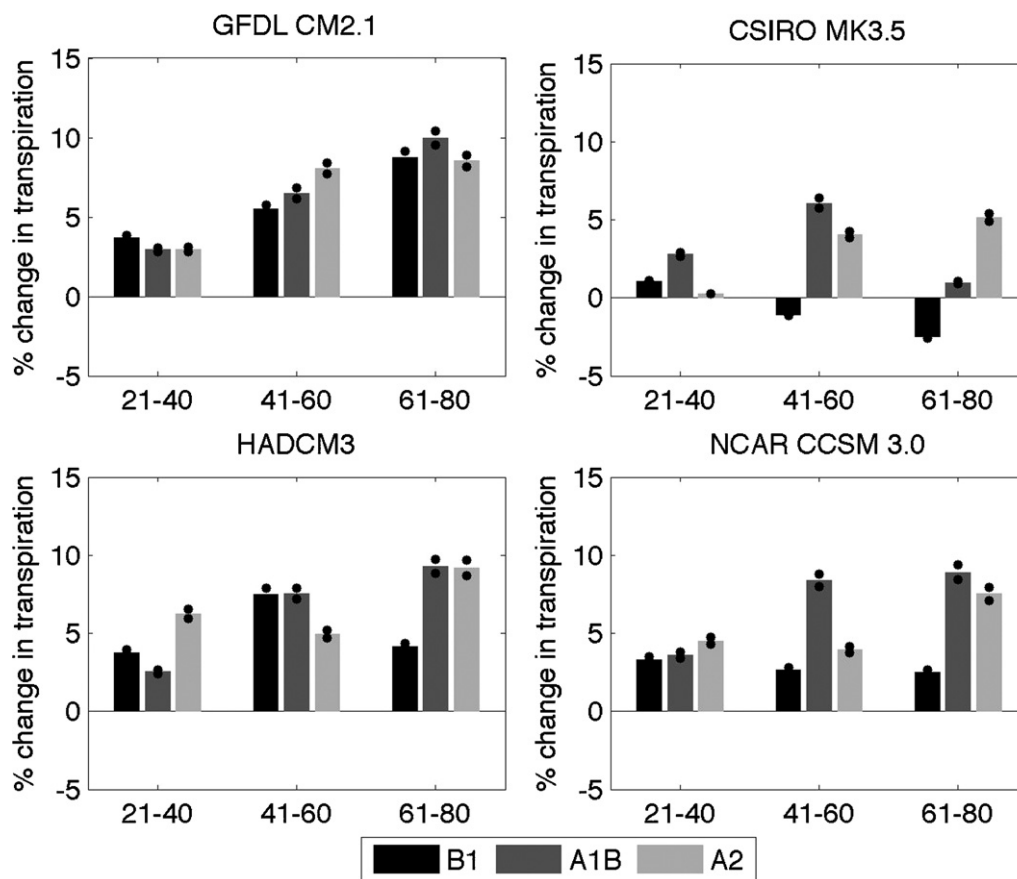 GFDL CM2.1
% change in transpiration
15
10
5
0
-5
21-40 41-60 61-80
CSIRO MK3.5
% change in transpiration
15
10
5
0
-5
21-40 41-60 61-80
HADCM3
% change in transpiration
15
10
5
0
-5
21-40 41-60 61-80
NCAR CCSM 3.0
% change in transpiration
15
10
5
0
-5
21-40 41-60 61-80
B1 A1B A2